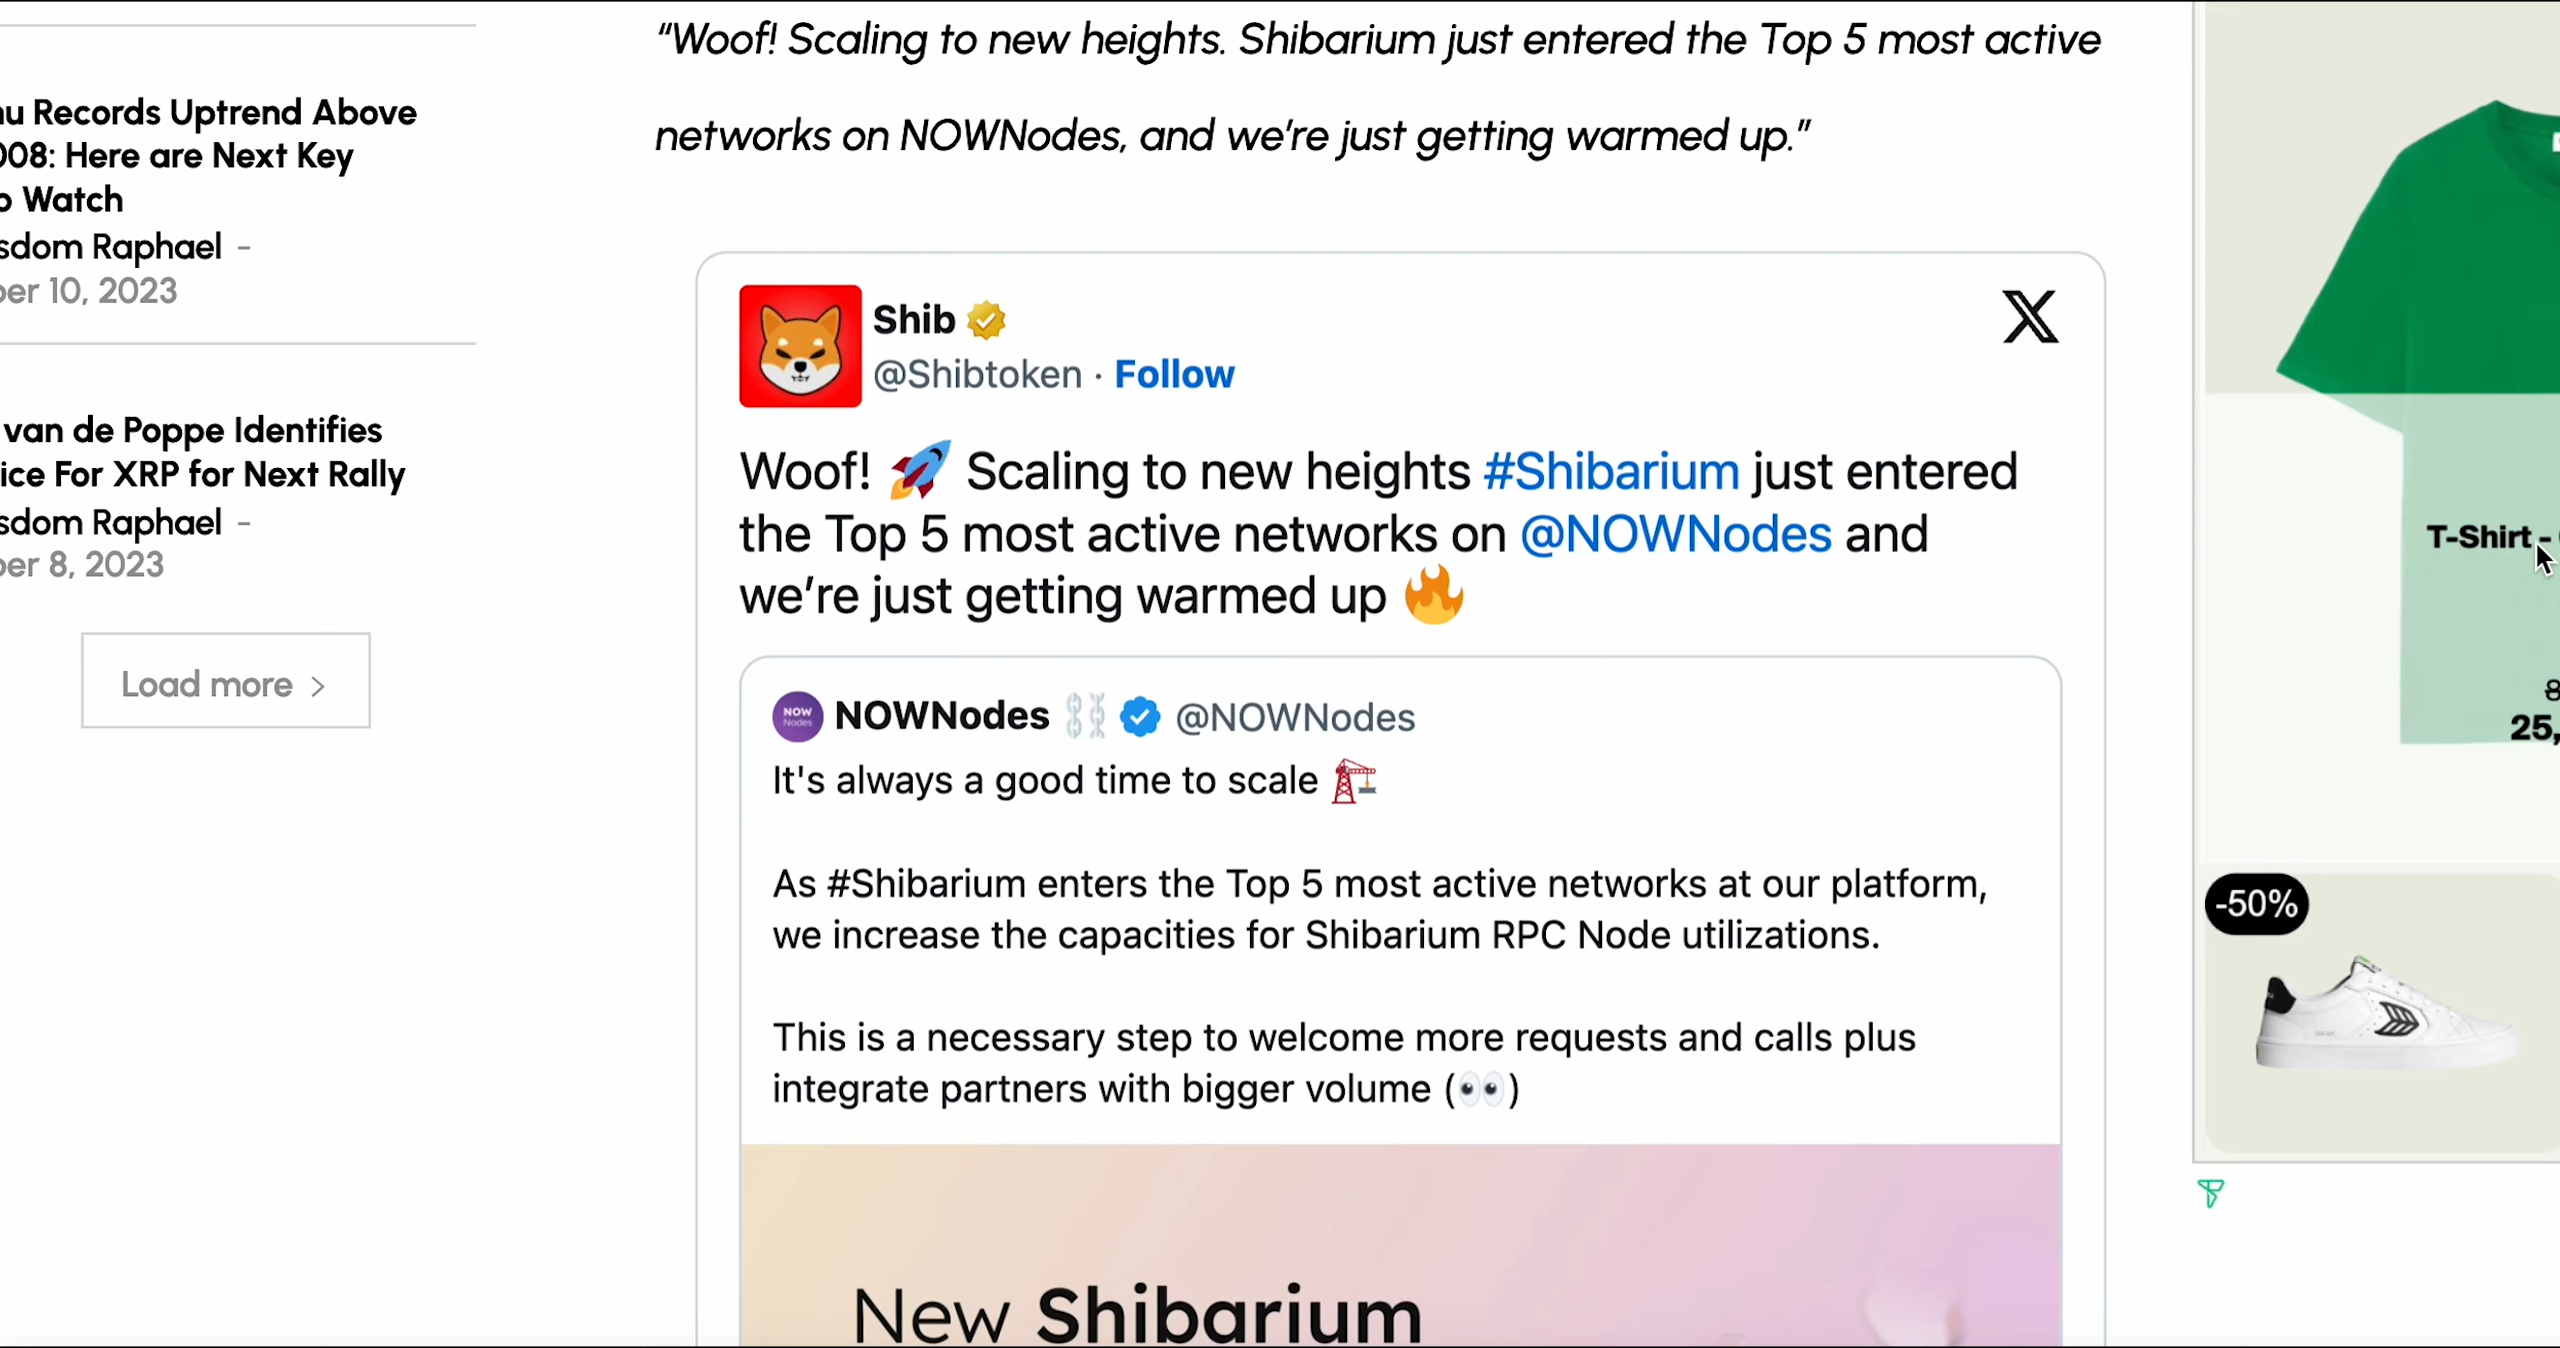 “Woof! Scaling to new heights. Shibarium just entered the Top 5 most active
networks on NOWNodes, and we’re just getting warmed up.”
Records Uptrend Above
008: Here are Next Key
Watch
Raphael -
10, 2023
van de Poppe Identifies
For XRP for Next Rally
Raphael -
8, 2023
Load more >
Shib
@Shibtoken · Follow
Woof! 🚀 Scaling to new heights #Shibarium just entered
the Top 5 most active networks on @NOWNodes and
we’re just getting warmed up 🔥
NOW
Nodes
NOWNodes ⛓️ @NOWNodes
It's always a good time to scale 🏗️
As #Shibarium enters the Top 5 most active networks at our platform,
we increase the capacities for Shibarium RPC Node utilizations.
This is a necessary step to welcome more requests and calls plus
integrate partners with bigger volume (👀)
New Shibarium
T-Shirt -
25,
-50%